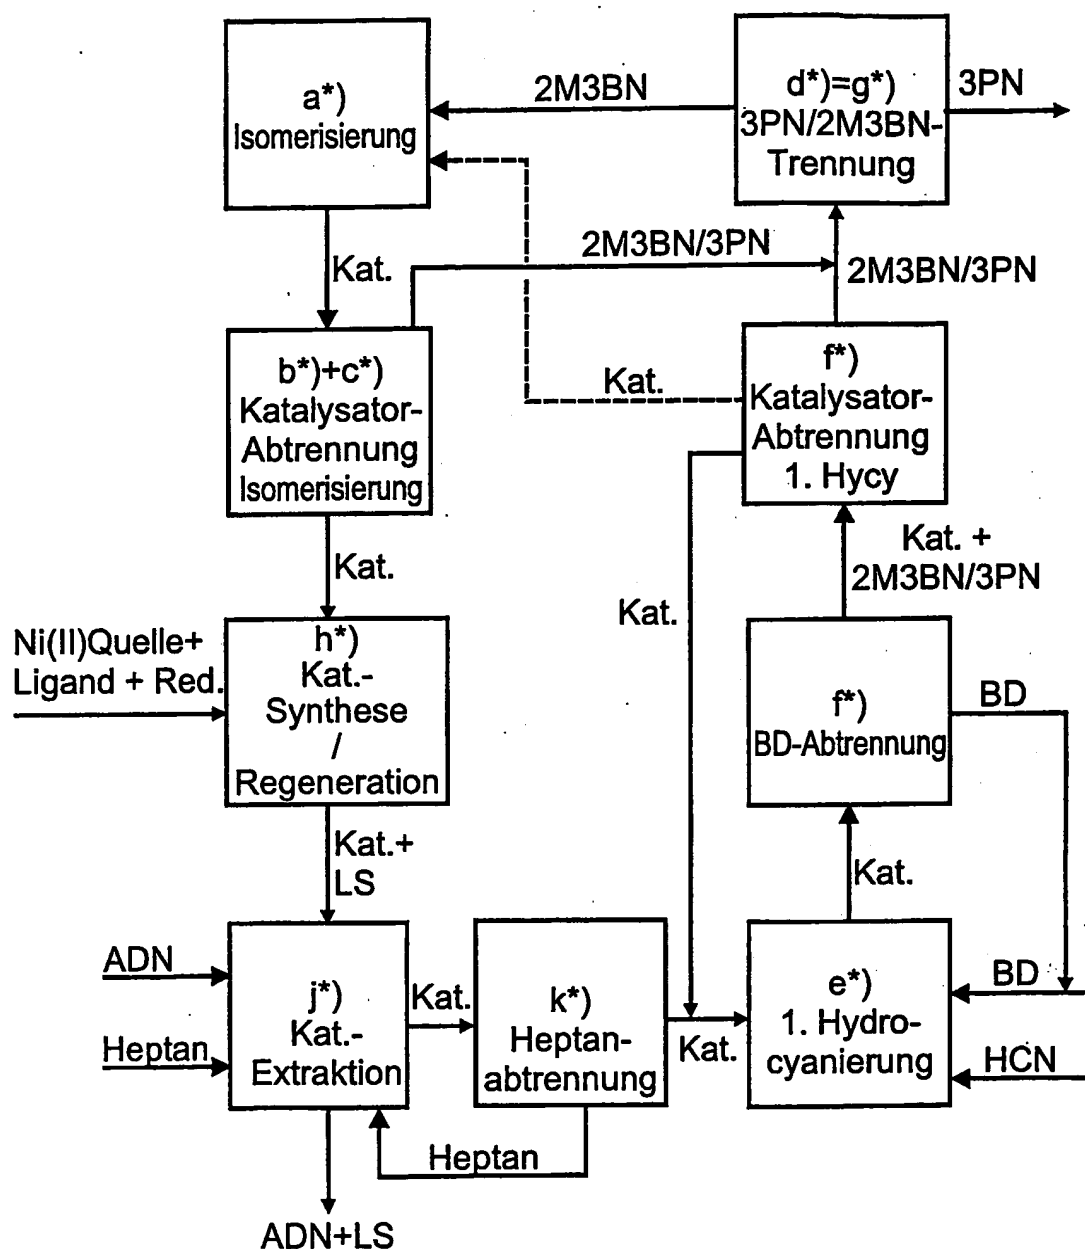 a*)
Isomerisierung
2M3BN
d*)=g*)
3PN/2M3BN-
Trennung
3PN
Kat.
2M3BN/3PN
2M3BN/3PN
b*)+c*)
Katalysator-
Abtrennung
Isomerisierung
Kat.
f*)
Katalysator-
Abtrennung
1. Hycy
Kat.
Kat. +
2M3BN/3PN
Kat.
Ni(II)Quelle+
Ligand + Red.
h*)
Kat.-
Synthese
/
Regeneration
f*)
BD-Abtrennung
BD
Kat.+
LS
Kat.
ADN
Heptan
j*)
Kat.-
Extraktion
Kat.
k*)
Heptan-
abtrennung
Kat.
e*)
1. Hydro-
cyanierung
BD
HCN
Heptan
ADN+LS